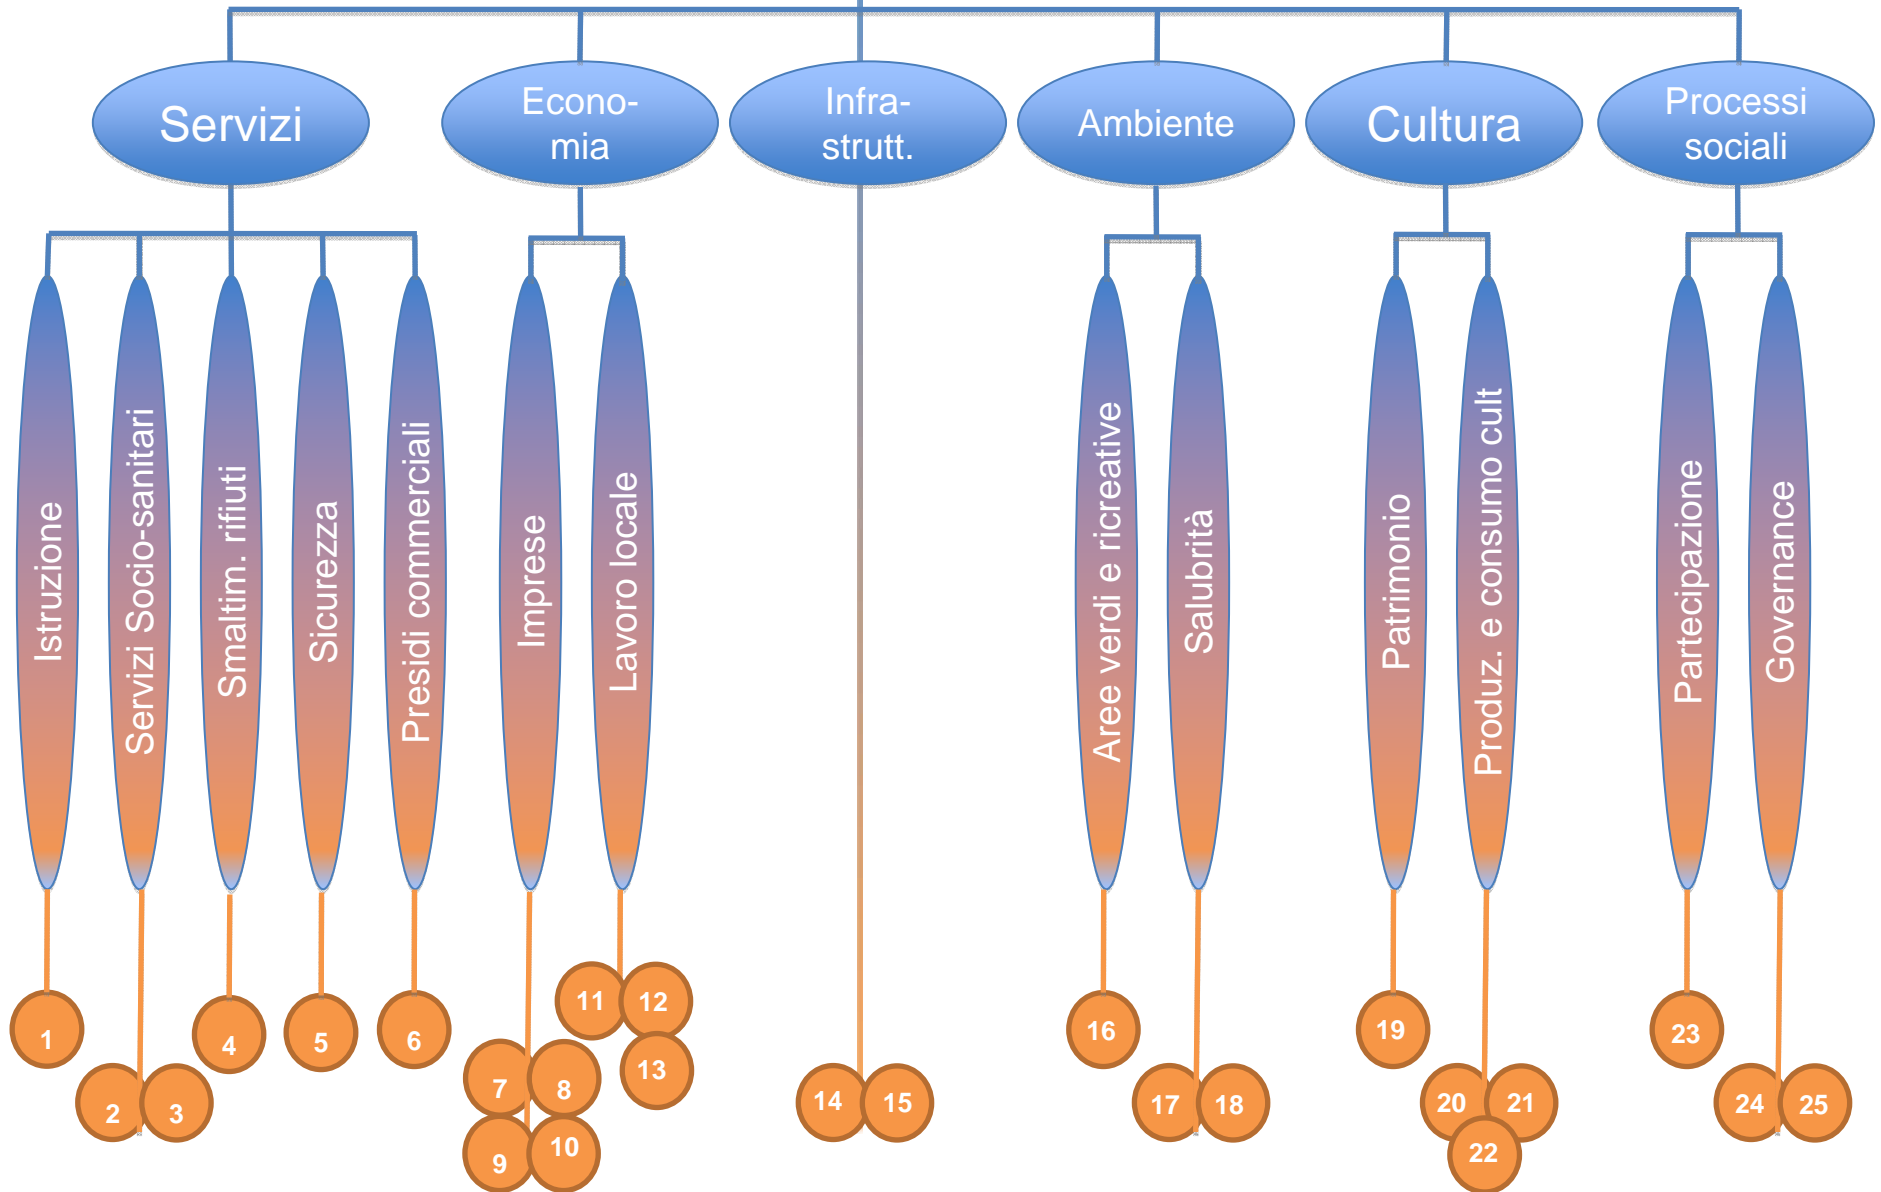 Servizi
Econo-
mia
Infra-
strutt.
Ambiente
Cultura
Processi
sociali
Istruzione
Servizi Socio-sanitari
Smaltim. rifiuti
Sicurezza
Presidi commerciali
Imprese
Lavoro locale
Aree verdi e ricreative
Salubrità
Patrimonio
Produz. e consumo cult
Partecipazione
Governance
1
2
3
4
5
6
7
8
9
10
11
12
13
14
15
16
17
18
19
20
21
22
23
24
25